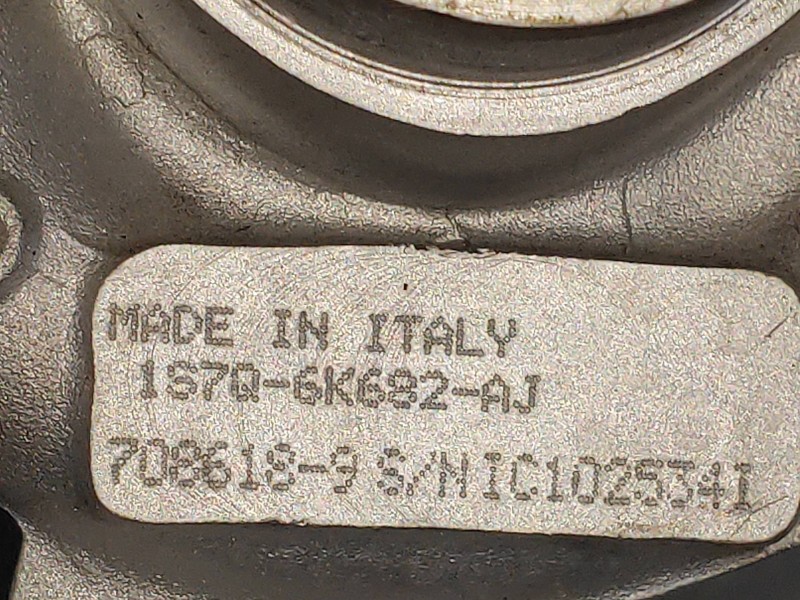 MADE IN ITALY
1S7Q-6K682-AJ
708618-9 S/N IC1025341